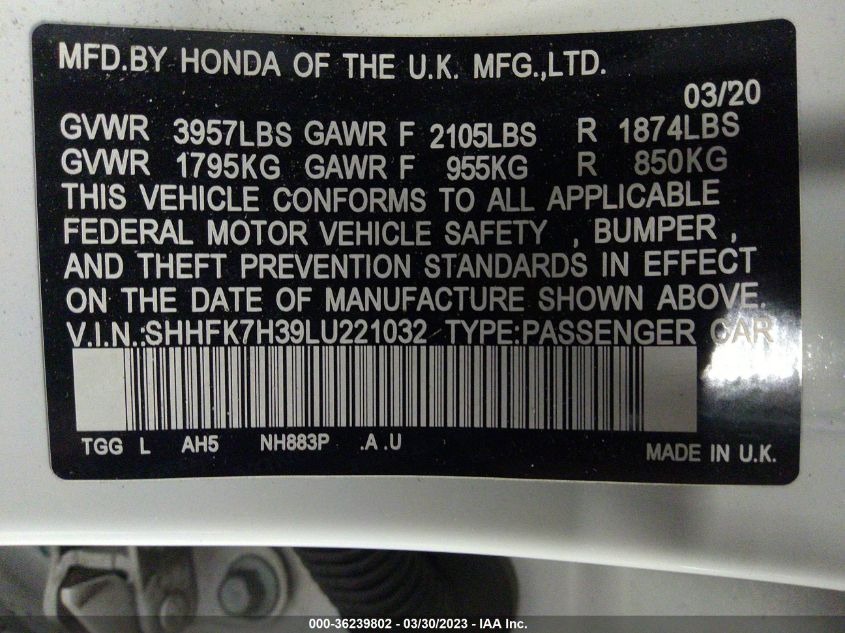 MFD.BY HONDA OF THE U.K. MFG.,LTD.
03/20
GVWR 3957LBS GAWR F 2105LBS R 1874LBS
GVWR 1795KG GAWR F 955KG R 850KG
THIS VEHICLE CONFORMS TO ALL APPLICABLE
FEDERAL MOTOR VEHICLE SAFETY , BUMPER ,
AND THEFT PREVENTION STANDARDS IN EFFECT
ON THE DATE OF MANUFACTURE SHOWN ABOVE.
V.I.N.:SHHFK7H39LU221032 TYPE:PASSENGER CAR
TGG L AH5 NH883P .A .U
MADE IN U.K.
000-36239802 - 03/30/2023 - IAA Inc.